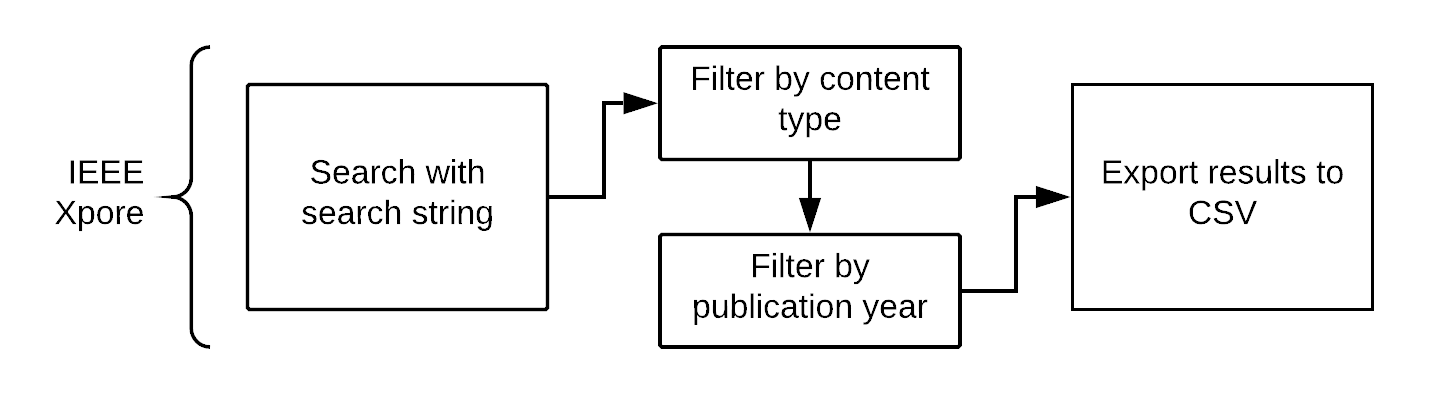 IEEE
Xpore
Search with
search string
Filter by content
type
Filter by
publication year
Export results to
CSV